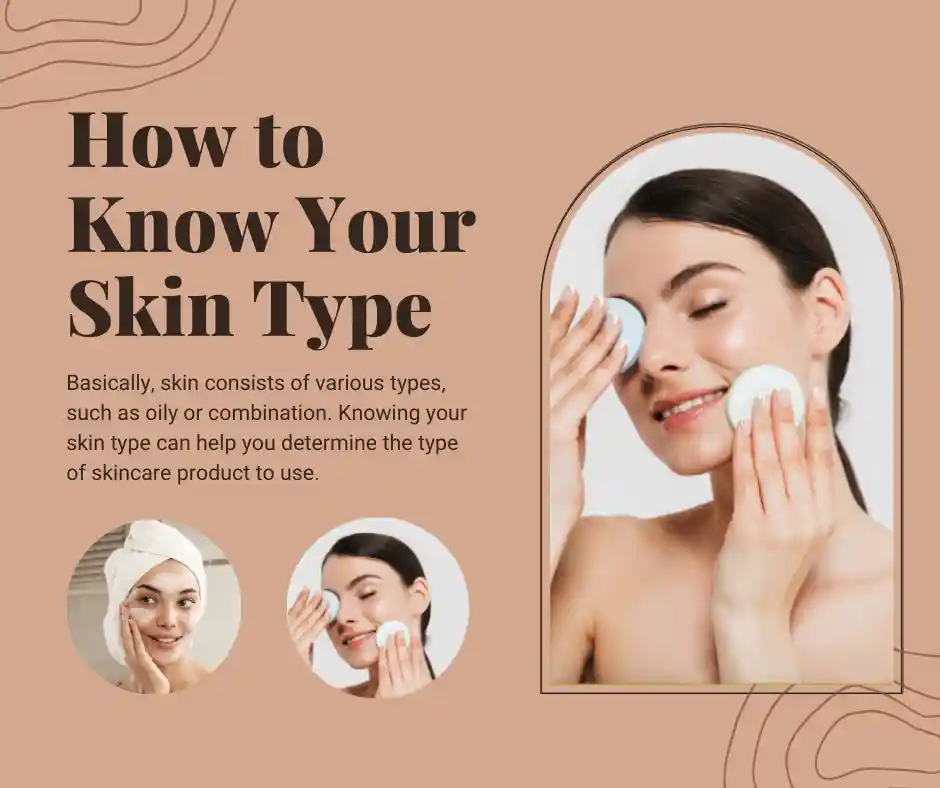 How to
Know Your
Skin Type
Basically, skin consists of various types,
such as oily or combination. Knowing your
skin type can help you determine the type
of skincare product to use.